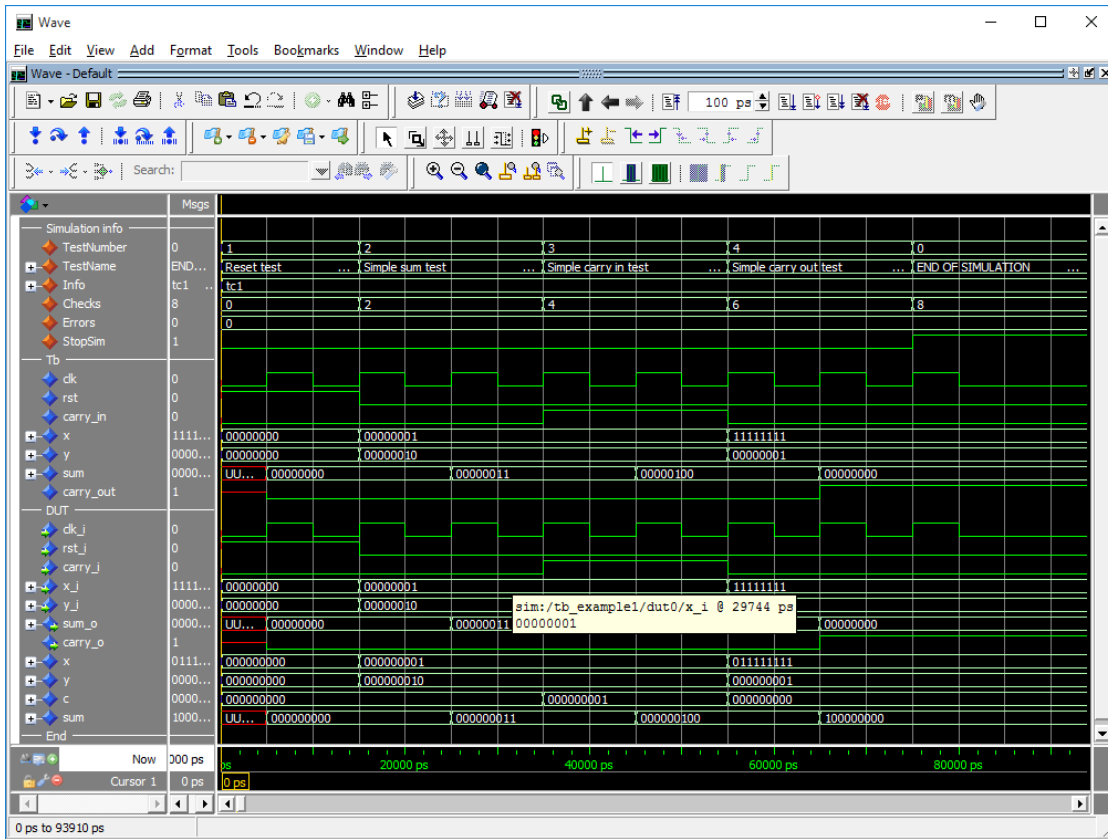 Wave
File Edit View Add Format Tools Bookmarks Window Help
Wave - Default
100 ps
Search:
Msgs
Simulation info
TestNumber 0 1 2 3 4 0
TestName END... Reset test ... Simple sum test ... Simple carry in test ... Simple carry out test ... END OF SIMULATION ...
Info tc1 .. tc1
Checks 8 0 2 4 6 8
Errors 0 0
StopSim 1
Tb
clk 0
rst 0
carry_in 0
x 1111... 00000000 00000001 11111111
y 0000... 00000000 00000010 00000001
sum 0000... UU... 00000000 00000011 00000100 00000000
carry_out 1
DUT
clk_i 0
rst_i 0
carry_i 0
x_i 1111... 00000000 00000001 11111111
y_i 0000... 00000000 00000010
sim:/tb_example1/dut0/x_i @ 29744 ps
sum_o 0000... UU... 00000000 00000011 00000000
00000001
carry_o 1
x 0111... 000000000 000000001 011111111
y 0000... 000000000 000000010 000000001
c 0000... 000000000 000000001 000000000
sum 1000... UU... 000000000 000000011 000000100 100000000
End
Now 000 ps ps 20000 ps 40000 ps 60000 ps 80000 ps
Cursor 1 0 ps 0 ps
0 ps to 93910 ps